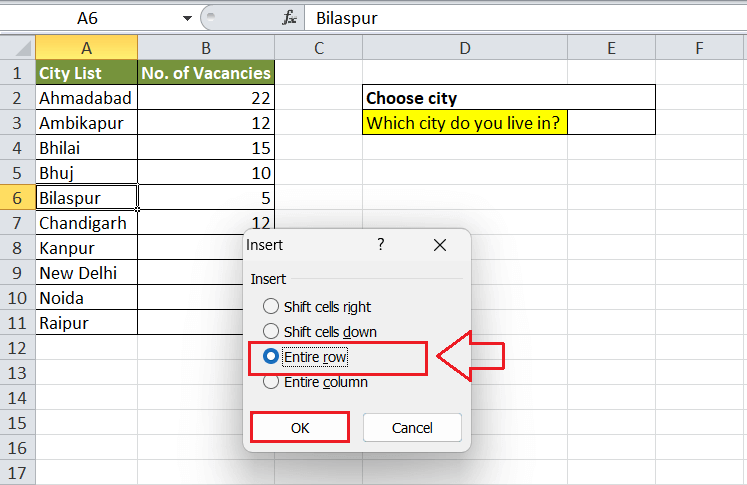 A6 fx Bilaspur
A B C D E F
1 City List No. of Vacancies
2 Ahmadabad 22 Choose city
3 Ambikapur 12 Which city do you live in?
4 Bhilai 15
5 Bhuj 10
6 Bilaspur 5
7 Chandigarh 12
8 Kanpur
9 New Delhi
10 Noida
11 Raipur
12
13
14
15
16
17
Insert ?
Insert
Shift cells right
Shift cells down
Entire row
Entire column
OK Cancel